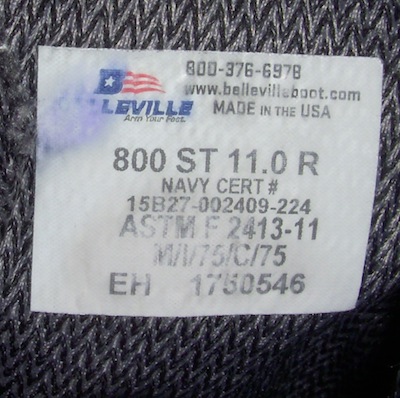 800-376-6978
www.bellevilleboot.com
BELLEVILLE
Arm Your Feet.
MADE IN THE USA
800 ST 11.0 R
NAVY CERT #
15B27-002409-224
ASTM F 2413-11
M/I/75/C/75
EH 1750546